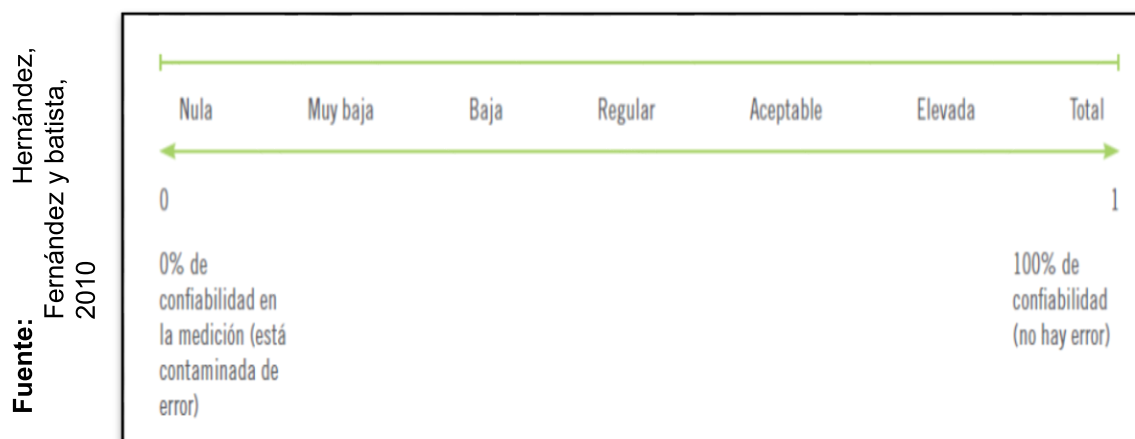 Fuente: Hernández,
Fernández y batista,
2010
Nula Muy baja Baja Regular Aceptable Elevada Total
0 1
0% de
confiabilidad en
la medición (está
contaminada de
error)
100% de
confiabilidad
(no hay error)